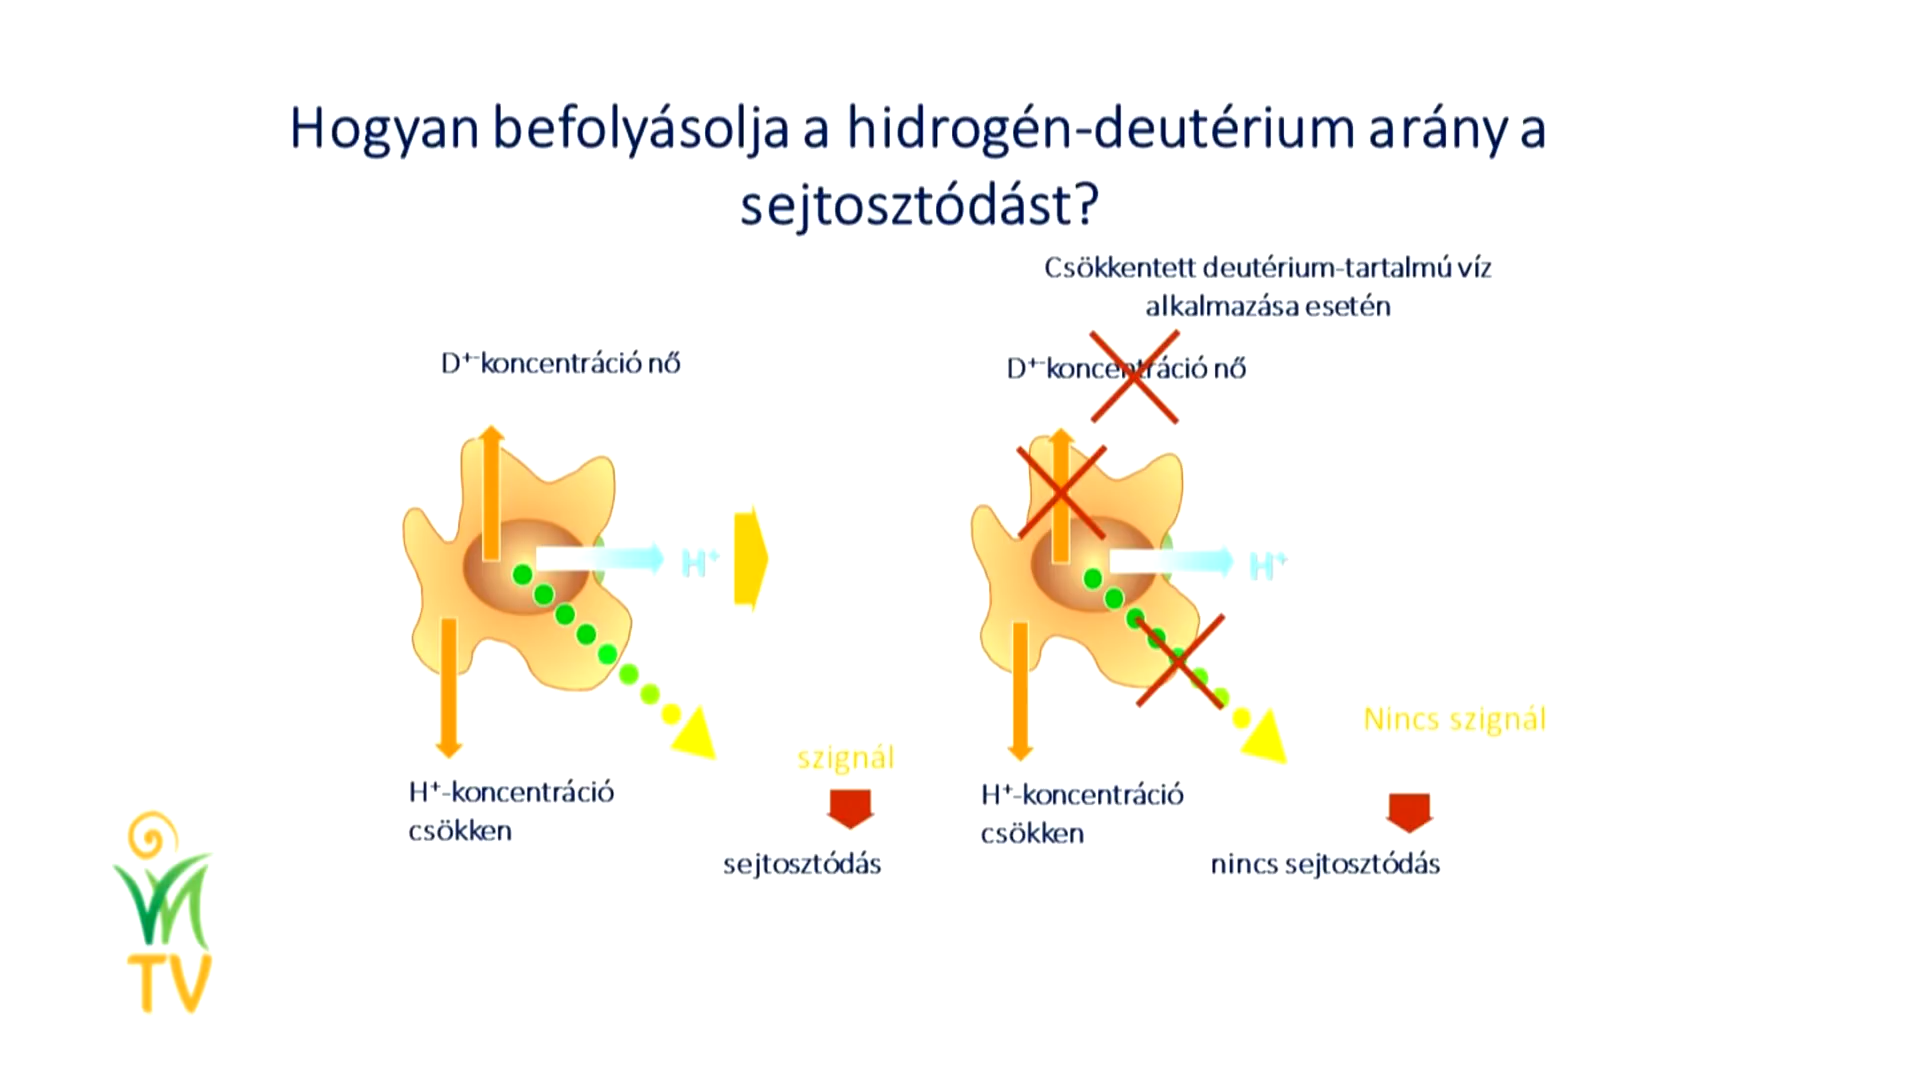 Hogyan befolyásolja a hidrogén-deutérium arány a
sejtosztódást?
Csökkentett deutérium-tartalmú víz
alkalmazása esetén
D⁺-koncentráció nő
D⁺-koncentráció nő
H⁺
H⁺
szignál
Nincs szignál
H⁺-koncentráció
csökken
H⁺-koncentráció
csökken
sejtosztódás
nincs sejtosztódás
TV